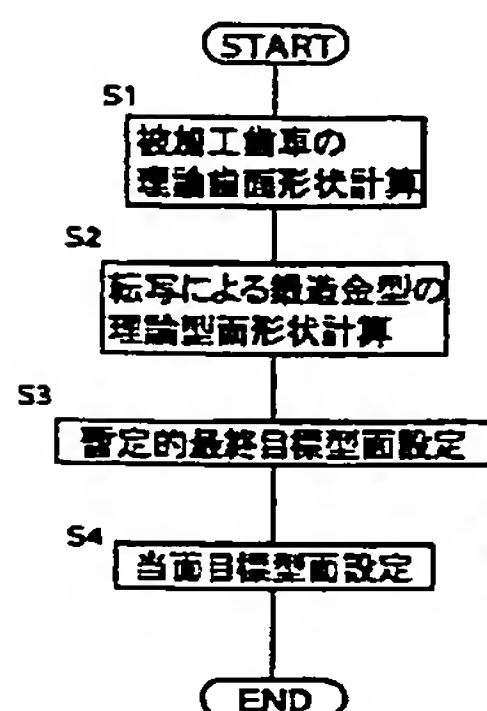 START
S1
被加工歯車の
理論歯面形状計算
S2
転写による鍛造金型の
理論型面形状計算
S3
暫定的最終目標型面設定
S4
当面目標型面設定
END